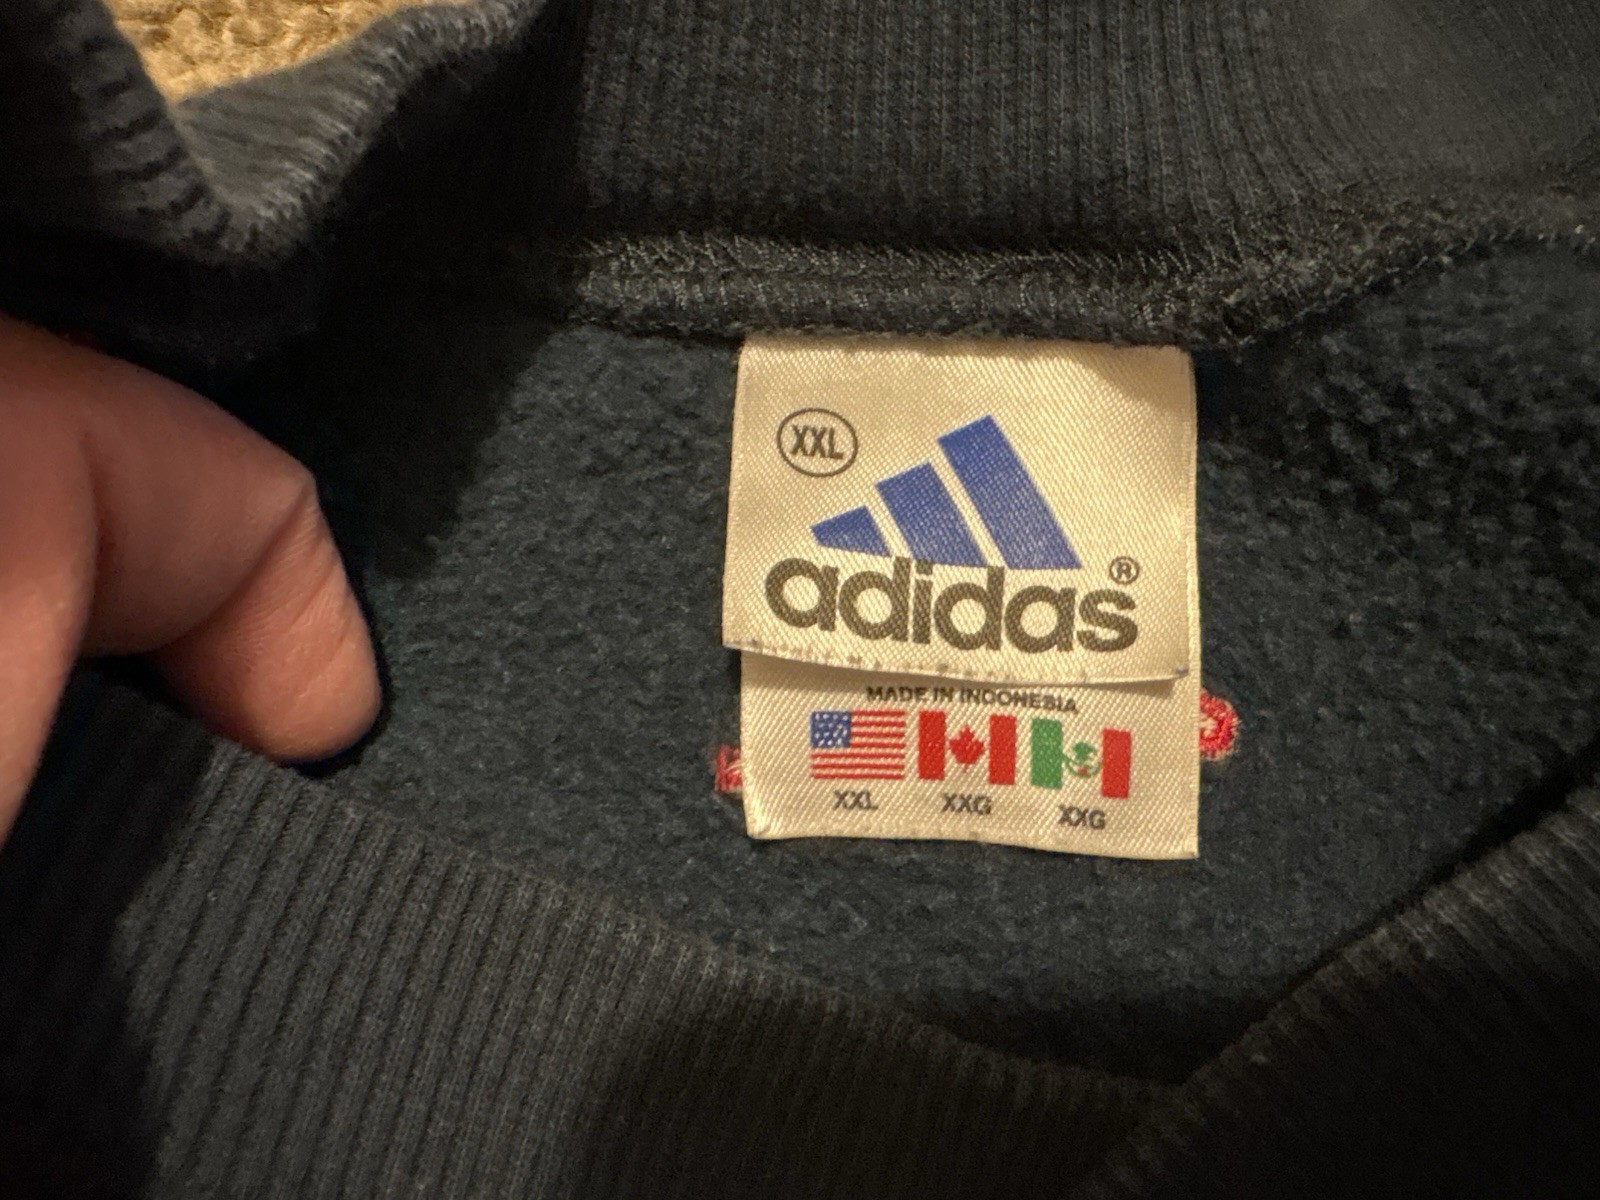 XXL
adidas®
MADE IN INDONESIA
XXL XXG XXG